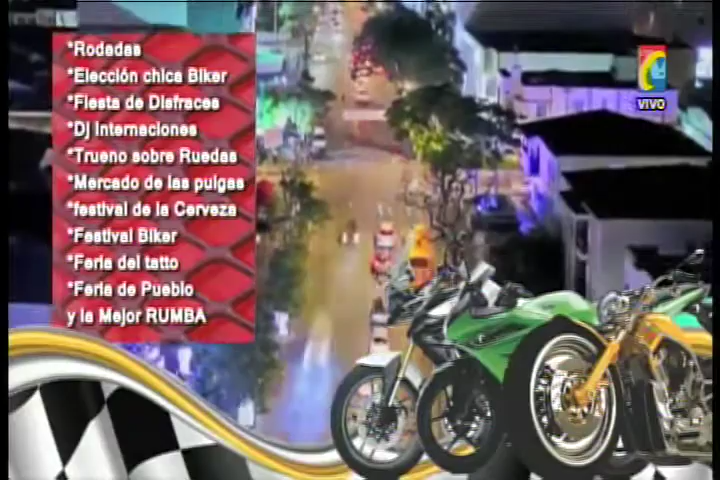 *Rodadas
*Elección chica Biker
*Fiesta de Disfraces
*Dj Internaciones
*Trueno sobre Ruedas
*Mercado de las pulgas
*festival de la Cerveza
*Festival Biker
*Feria del tatto
*Feria de Pueblo
y la Mejor RUMBA
VIVO